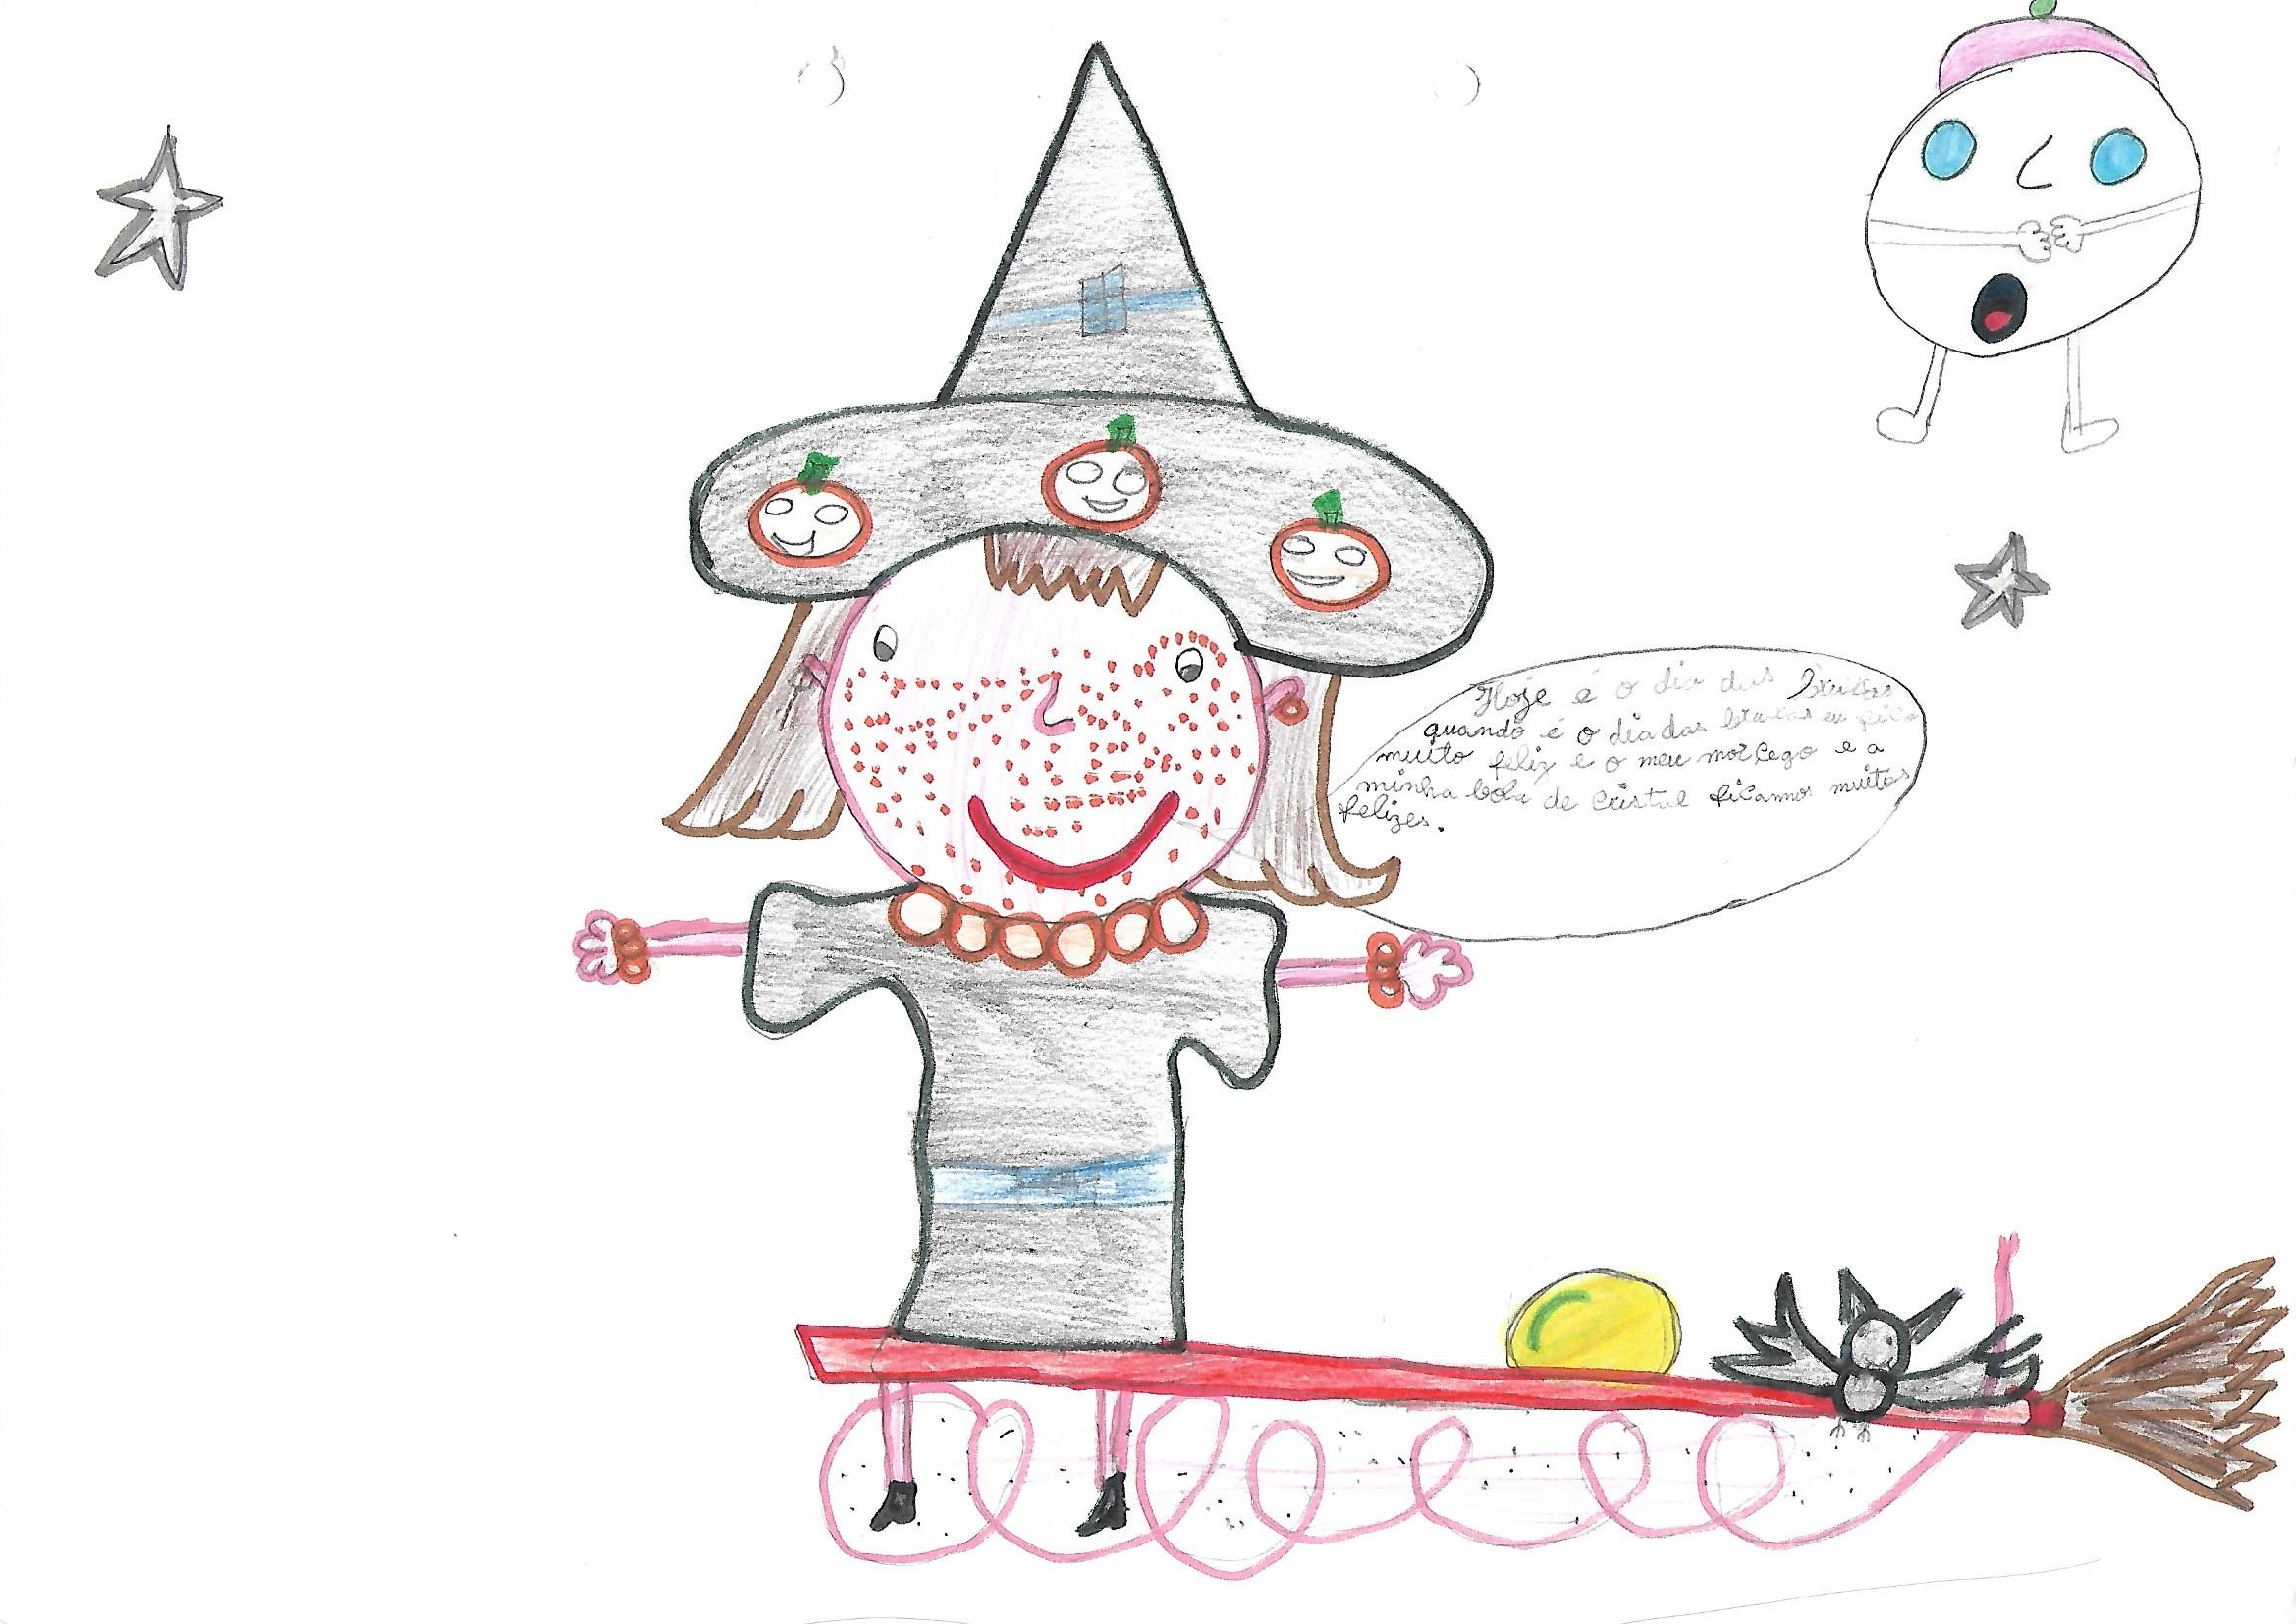 Hoje é o dia das bruxas
quando é o dia das bruxas eu fico
muito feliz e o meu morcego e a
minha bola de cristal ficamos muitos
felizes.